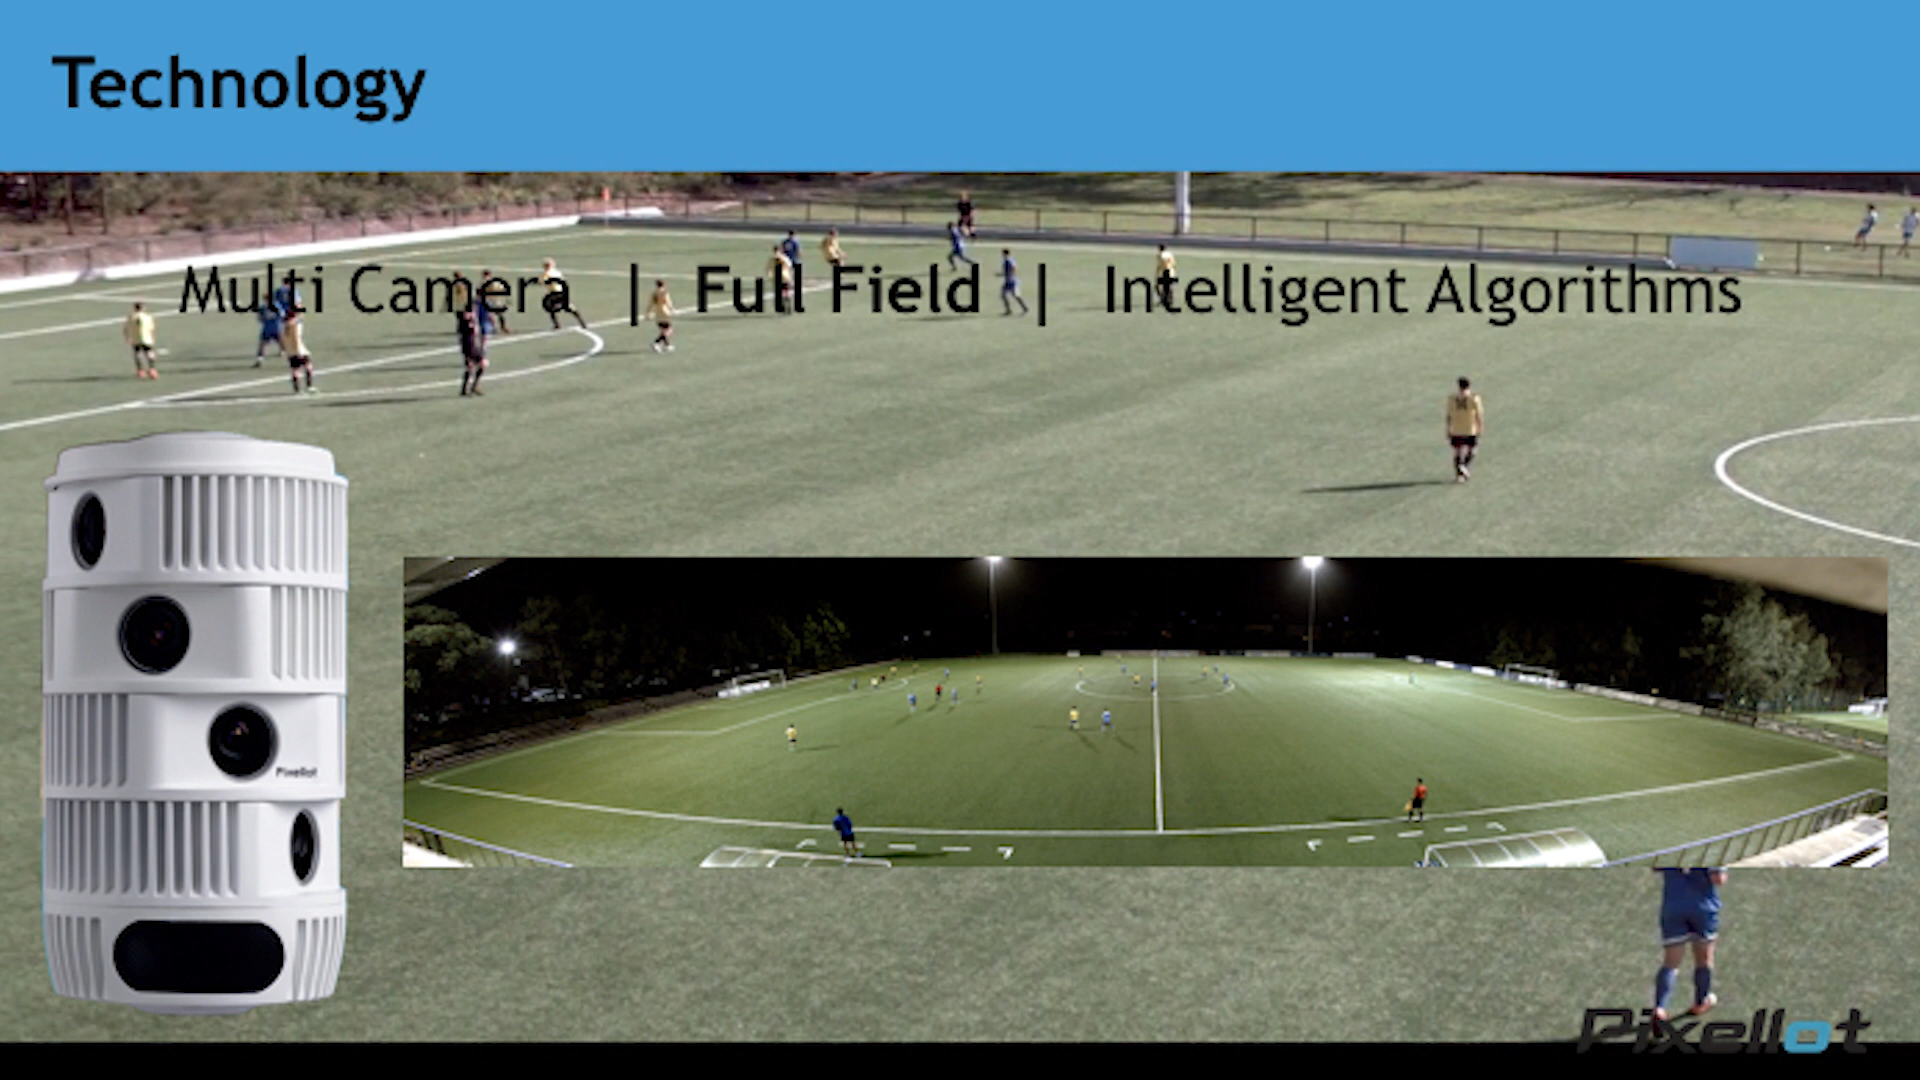 Technology
Multi Camera | Full Field | Intelligent Algorithms
Pixellot
Pixellot